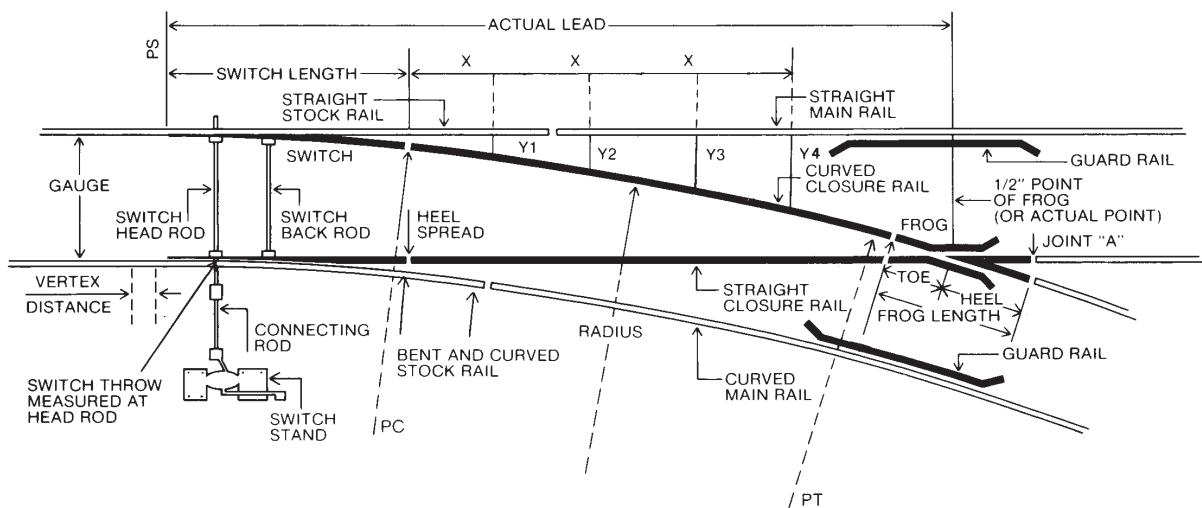 ACTUAL LEAD
PS
X
X
X
SWITCH LENGTH
STRAIGHT
STOCK RAIL
STRAIGHT
MAIN RAIL
SWITCH
Y1
Y2
Y3
Y4
GUARD RAIL
GAUGE
CURVED
CLOSURE RAIL
1/2" POINT
OF FROG
(OR ACTUAL POINT)
SWITCH
HEAD ROD
SWITCH
BACK ROD
HEEL
SPREAD
FROG
JOINT "A"
VERTEX
DISTANCE
STRAIGHT
CLOSURE RAIL
TOE
HEEL
FROG LENGTH
CONNECTING
ROD
RADIUS
BENT AND CURVED
STOCK RAIL
GUARD RAIL
SWITCH THROW
MEASURED AT
HEAD ROD
CURVED
MAIN RAIL
SWITCH
STAND
PC
PT